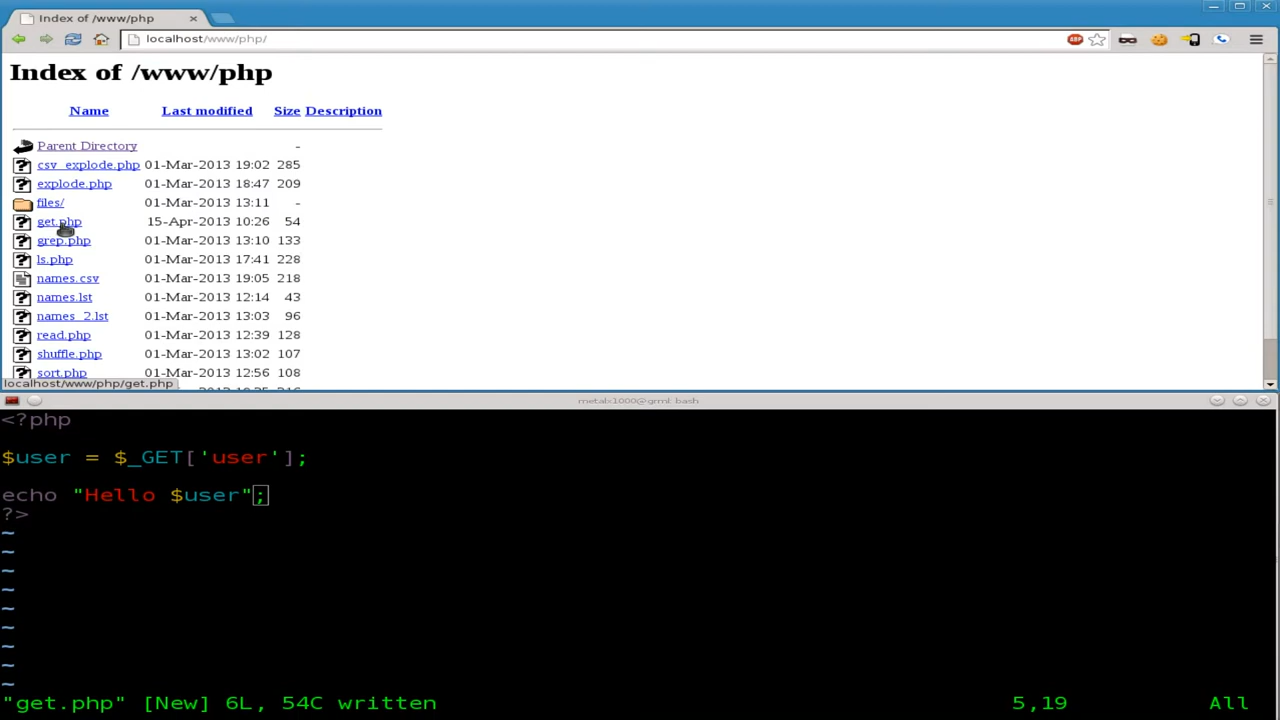 Index of /www/php
localhost/www/php/
Index of /www/php
Name Last modified Size Description
Parent Directory -
csv_explode.php 01-Mar-2013 19:02 285
explode.php 01-Mar-2013 18:47 209
files/ 01-Mar-2013 13:11 -
get.php 15-Apr-2013 10:26 54
grep.php 01-Mar-2013 13:10 133
ls.php 01-Mar-2013 17:41 228
names.csv 01-Mar-2013 19:05 218
names.lst 01-Mar-2013 12:14 43
names_2.lst 01-Mar-2013 13:03 96
read.php 01-Mar-2013 12:39 128
shuffle.php 01-Mar-2013 13:02 107
sort.php 01-Mar-2013 12:56 108
localhost/www/php/get.php
metalx1000@grml: bash
<?php
$user = $_GET['user'];
echo "Hello $user";
?>
~
~
~
~
~
~
~
~
~
"get.php" [New] 6L, 54C written 5,19 All